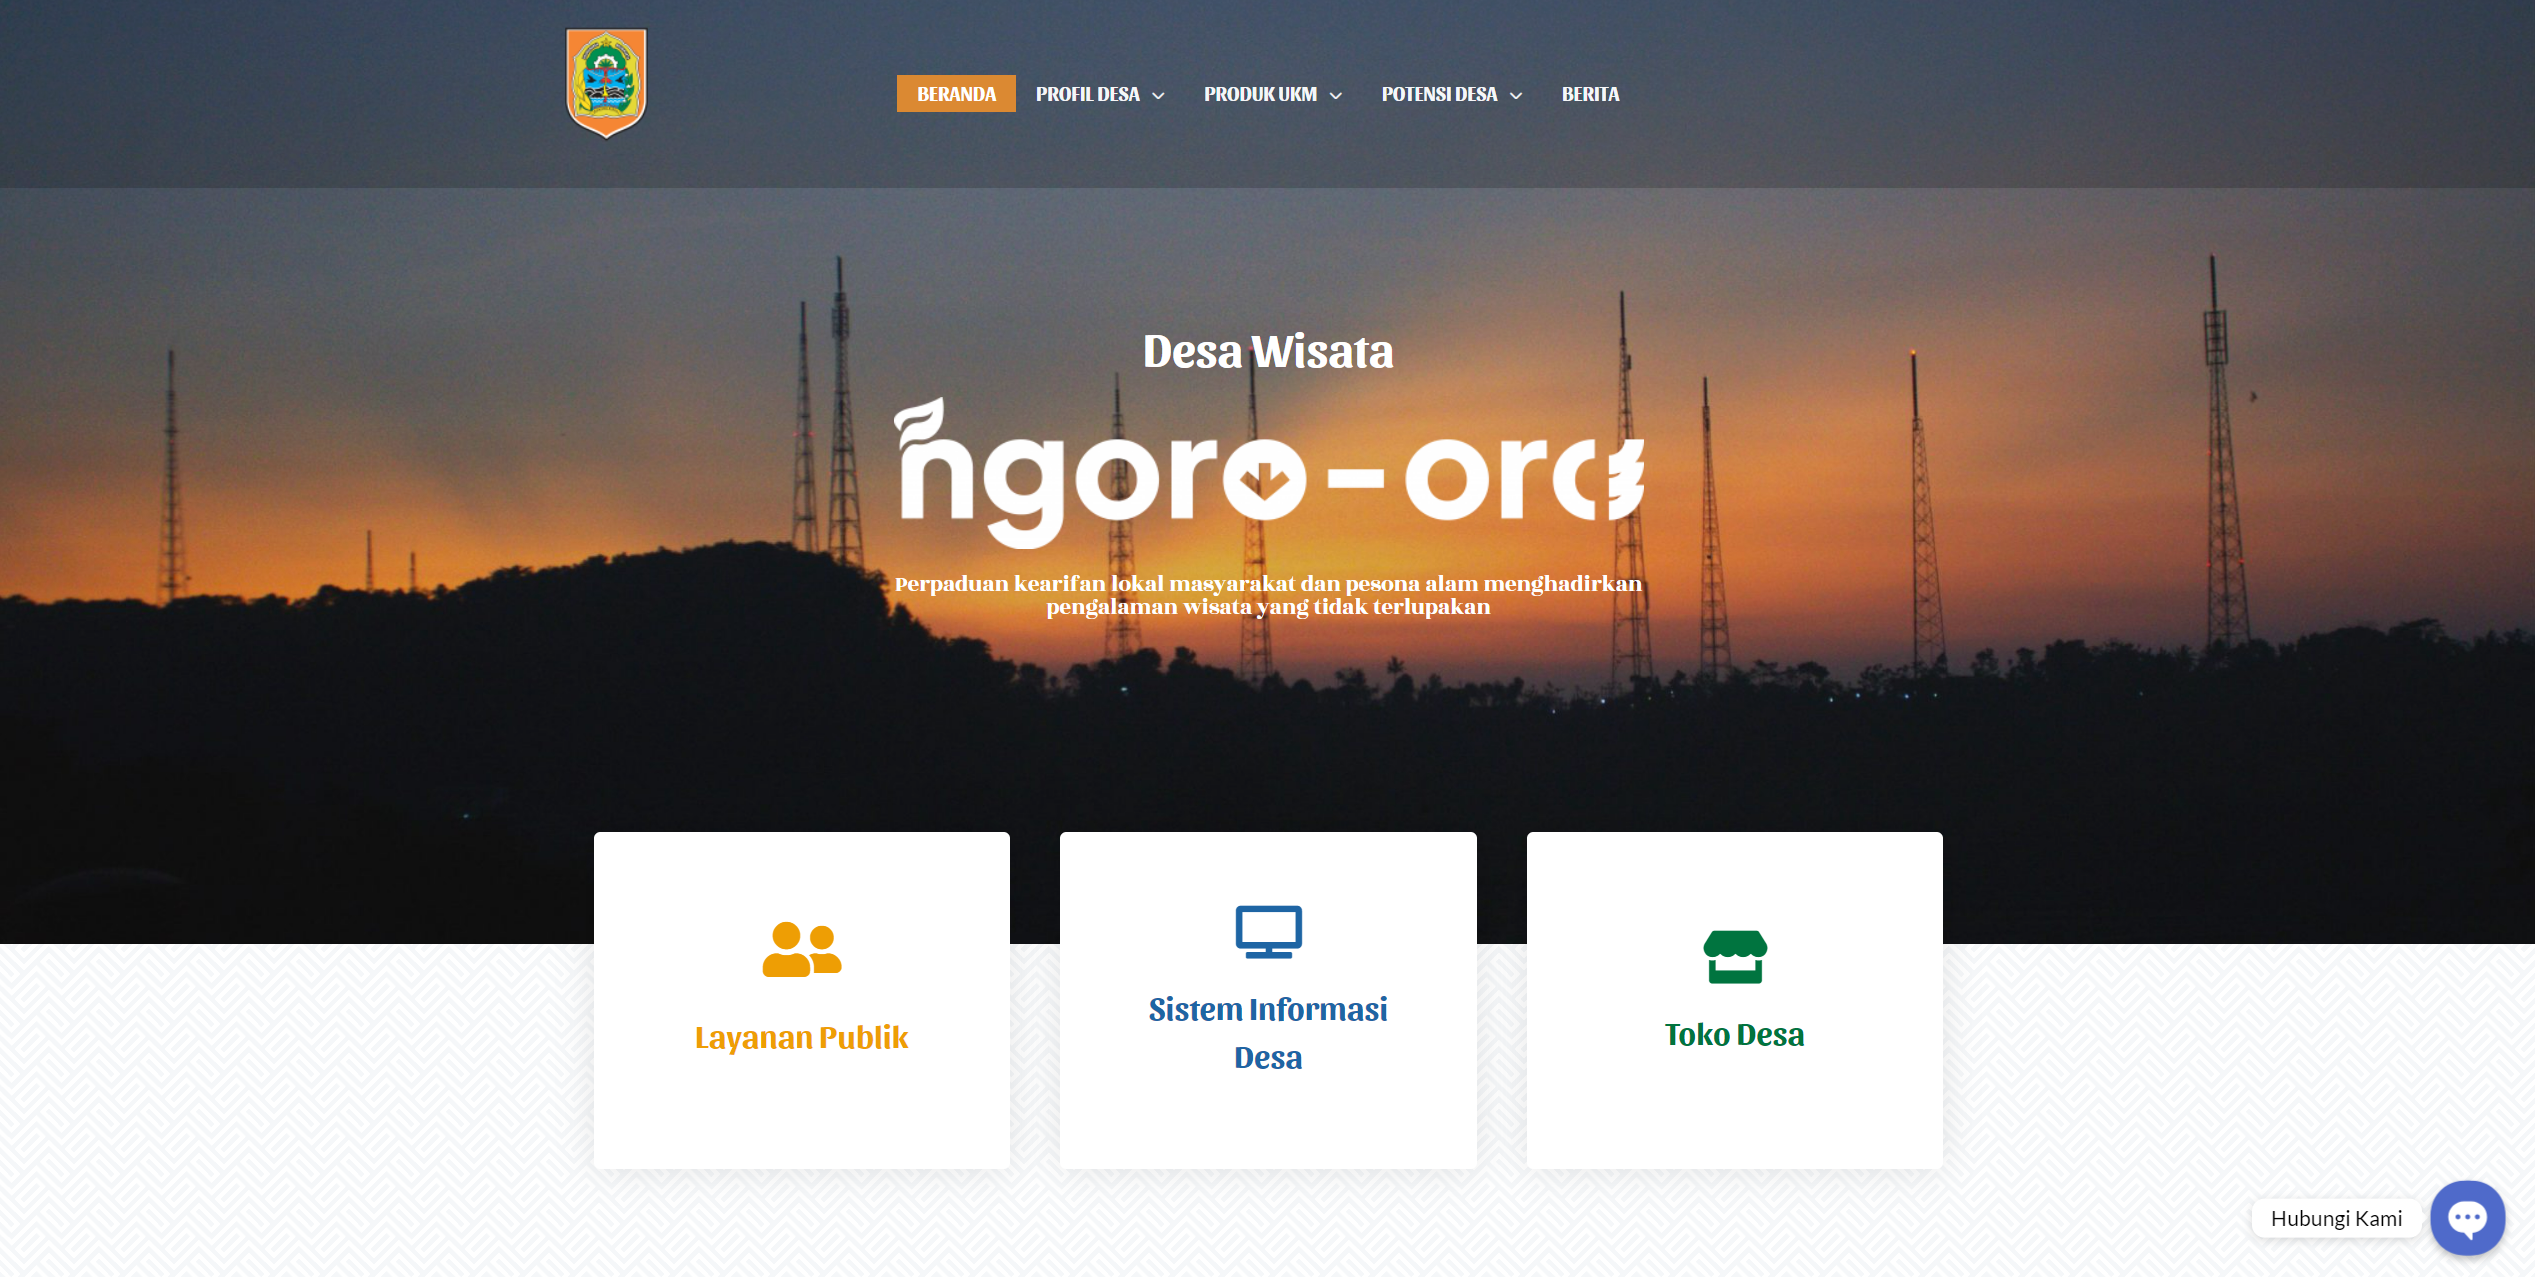 BERANDA
PROFIL DESA
PRODUK UKM
POTENSI DESA
BERITA
Desa Wisata
ngoro-oro
Perpaduan kearifan lokal masyarakat dan pesona alam menghadirkan
pengalaman wisata yang tidak terlupakan
Layanan Publik
Sistem Informasi
Desa
Toko Desa
Hubungi Kami